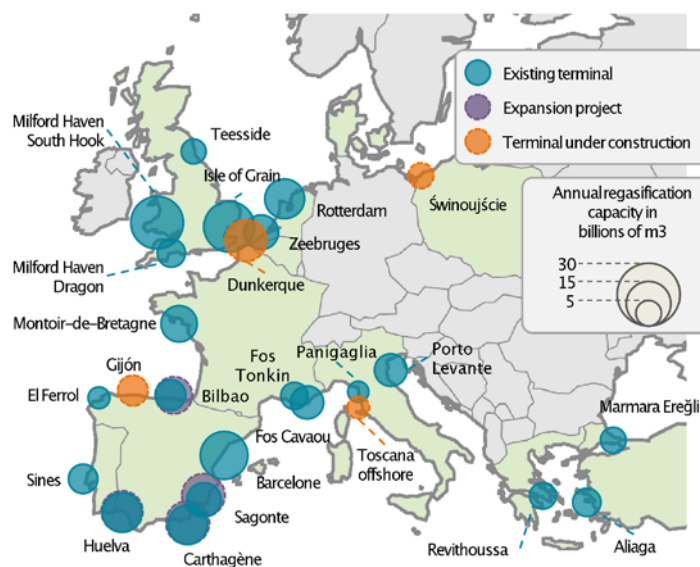 Existing terminal
Expansion project
Terminal under construction
Annual regasification
capacity in
billions of m3
30
15
5
Milford Haven
South Hook
Teesside
Isle of Grain
Rotterdam
Świnoujście
Zeebruges
Milford Haven
Dragon
Dunkerque
Montoir-de-Bretagne
Gijón
Fos
Tonkin
Panigaglia
Porto
Levante
El Ferrol
Bilbao
Marmara Ereğli
Fos Cavaou
Toscana
offshore
Sines
Barcelone
Sagonte
Huelva
Carthagène
Revithoussa
Aliaga